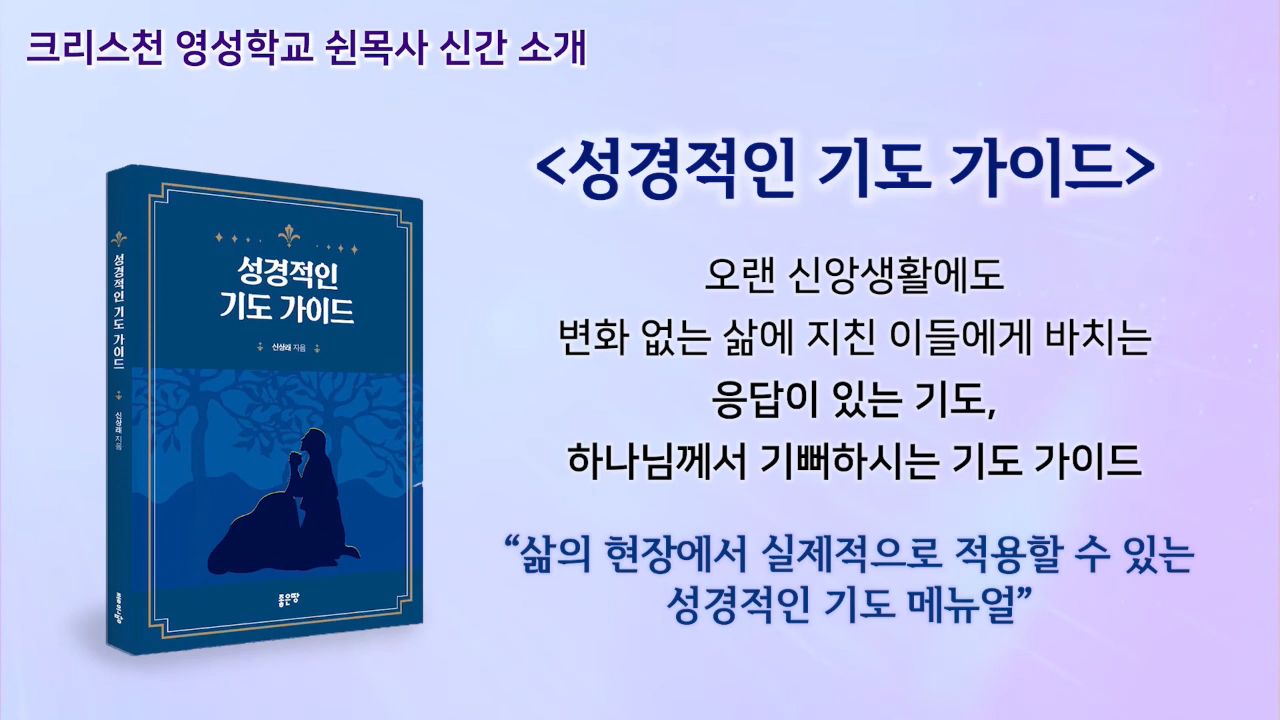 크리스천 영성학교 쉰목사 신간 소개
<성경적인 기도 가이드>
오랜 신앙생활에도
변화 없는 삶에 지친 이들에게 바치는
응답이 있는 기도,
하나님께서 기뻐하시는 기도 가이드
“삶의 현장에서 실제적으로 적용할 수 있는
성경적인 기도 메뉴얼”
성경적인
기도 가이드
신상래 지음
좋은땅
성경적인 기도 가이드
신상래 지음
좋은땅